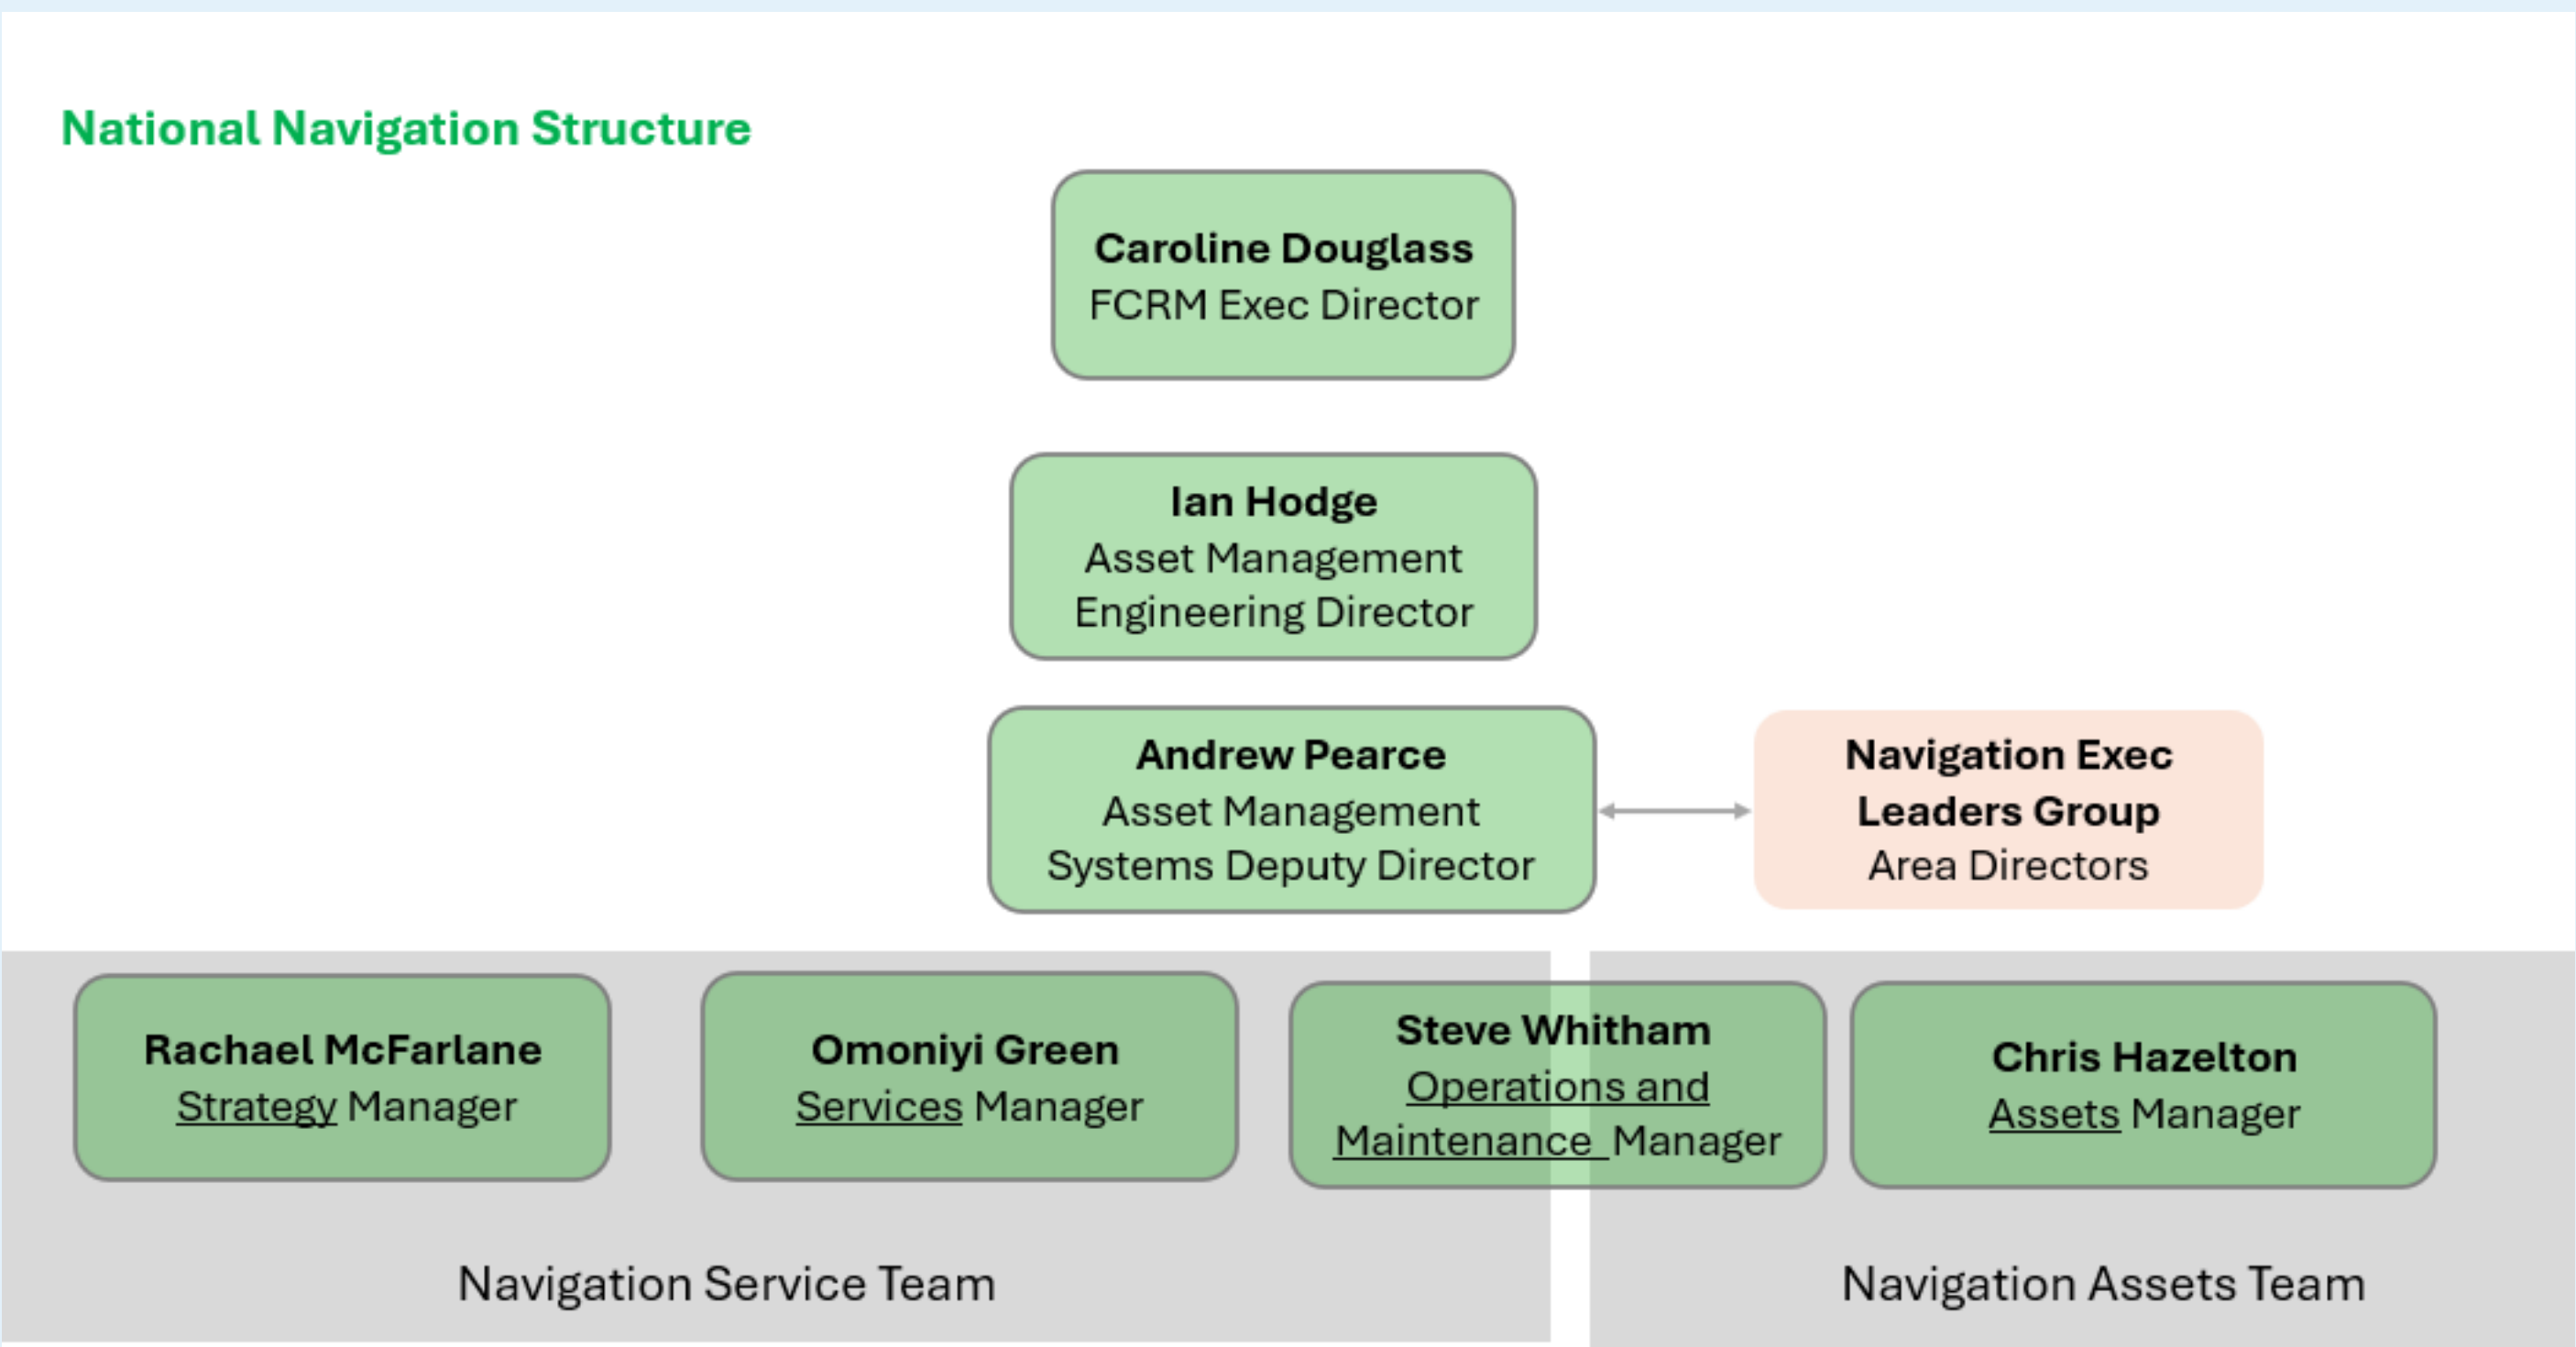 National Navigation Structure
Caroline Douglass
FCRM Exec Director
Ian Hodge
Asset Management
Engineering Director
Andrew Pearce
Asset Management
Systems Deputy Director
Navigation Exec
Leaders Group
Area Directors
Rachael McFarlane
Strategy Manager
Omoniyi Green
Services Manager
Steve Whitham
Operations and
Maintenance Manager
Chris Hazelton
Assets Manager
Navigation Service Team
Navigation Assets Team